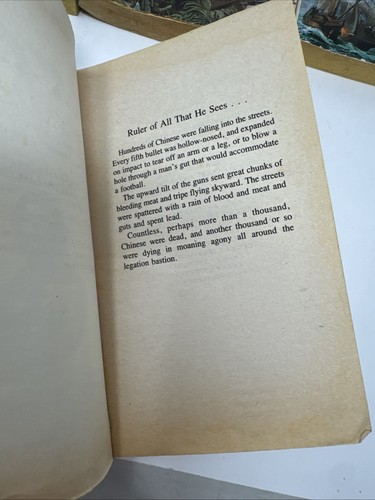 Ruler of All That He Sees . . .
Hundreds of Chinese were falling into the streets.
Every fifth bullet was hollow-nosed, and expanded
on impact to tear off an arm or a leg, or to blow a
hole through a man's gut that would accommodate
a football.
The upward tilt of the guns sent great chunks of
bleeding meat and tripe flying skyward. The streets
were spattered with a rain of blood and meat and
guts and spent lead.
Countless, perhaps more than a thousand,
Chinese were dead, and another thousand or so
were dying in moaning agony all around the
legation bastion.